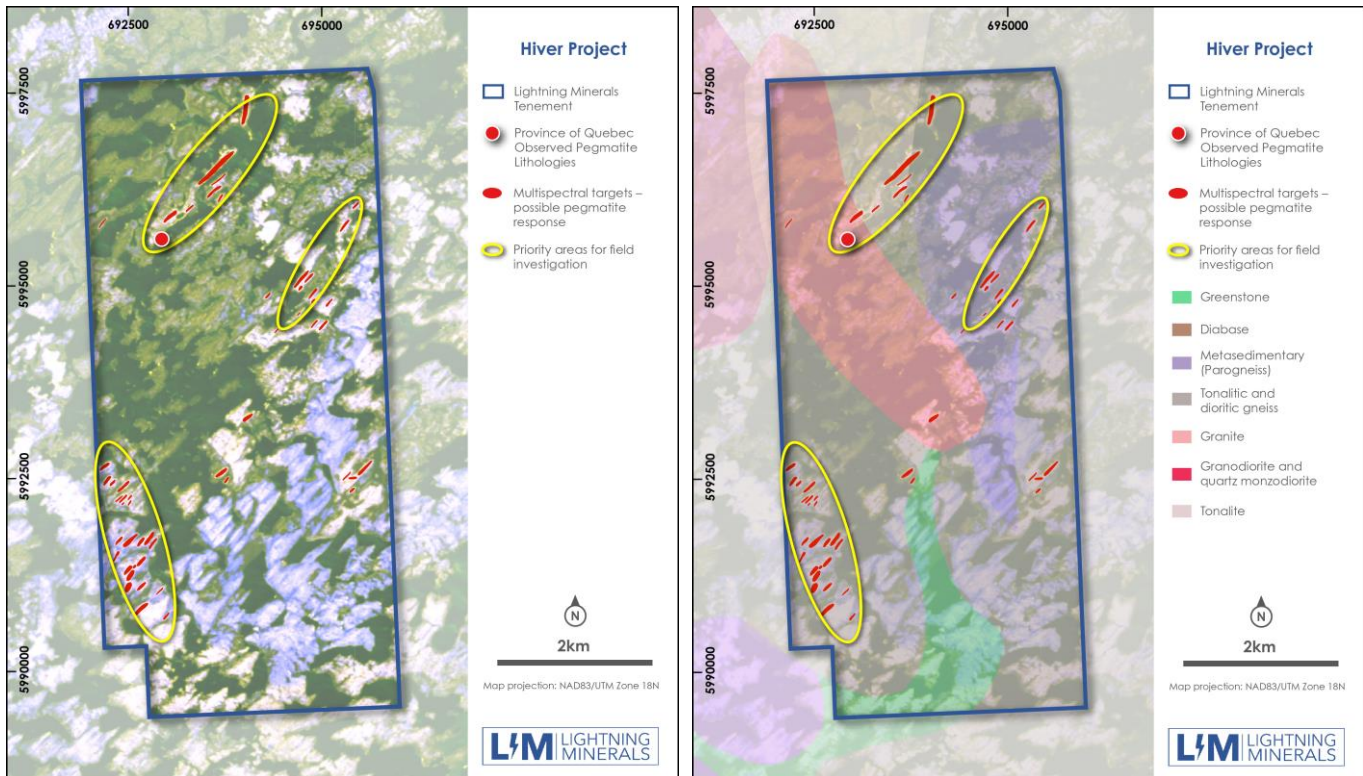 692500
695000
5997500
5995000
5992500
5990000
Hiver Project
Lightning Minerals
Tenement
Province of Quebec
Observed Pegmatite
Lithologies
Multispectral targets –
possible pegmatite
response
Priority areas for field
investigation
N
2km
Map projection: NAD83/UTM Zone 18N
LM LIGHTNING
MINERALS
692500
695000
5997500
5995000
5992500
5990000
Hiver Project
Lightning Minerals
Tenement
Province of Quebec
Observed Pegmatite
Lithologies
Multispectral targets –
possible pegmatite
response
Priority areas for field
investigation
Greenstone
Diabase
Metasedimentary
(Parogneiss)
Tonalitic and
dioritic gneiss
Granite
Granodiorite and
quartz monzodiorite
Tonalite
N
2km
Map projection: NAD83/UTM Zone 18N
LM LIGHTNING
MINERALS